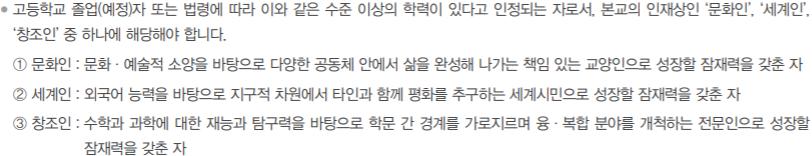 ● 고등학교 졸업(예정)자 또는 법령에 따라 이와 같은 수준 이상의 학력이 있다고 인정되는 자로서, 본교의 인재상인 ‘문화인’, ‘세계인’,
‘창조인’ 중 하나에 해당해야 합니다.
① 문화인 : 문화 · 예술적 소양을 바탕으로 다양한 공동체 안에서 삶을 완성해 나가는 책임 있는 교양인으로 성장할 잠재력을 갖춘 자
② 세계인 : 외국어 능력을 바탕으로 지구적 차원에서 타인과 함께 평화를 추구하는 세계시민으로 성장할 잠재력을 갖춘 자
③ 창조인 : 수학과 과학에 대한 재능과 탐구력을 바탕으로 학문 간 경계를 가로지르며 융 · 복합 분야를 개척하는 전문인으로 성장할
잠재력을 갖춘 자